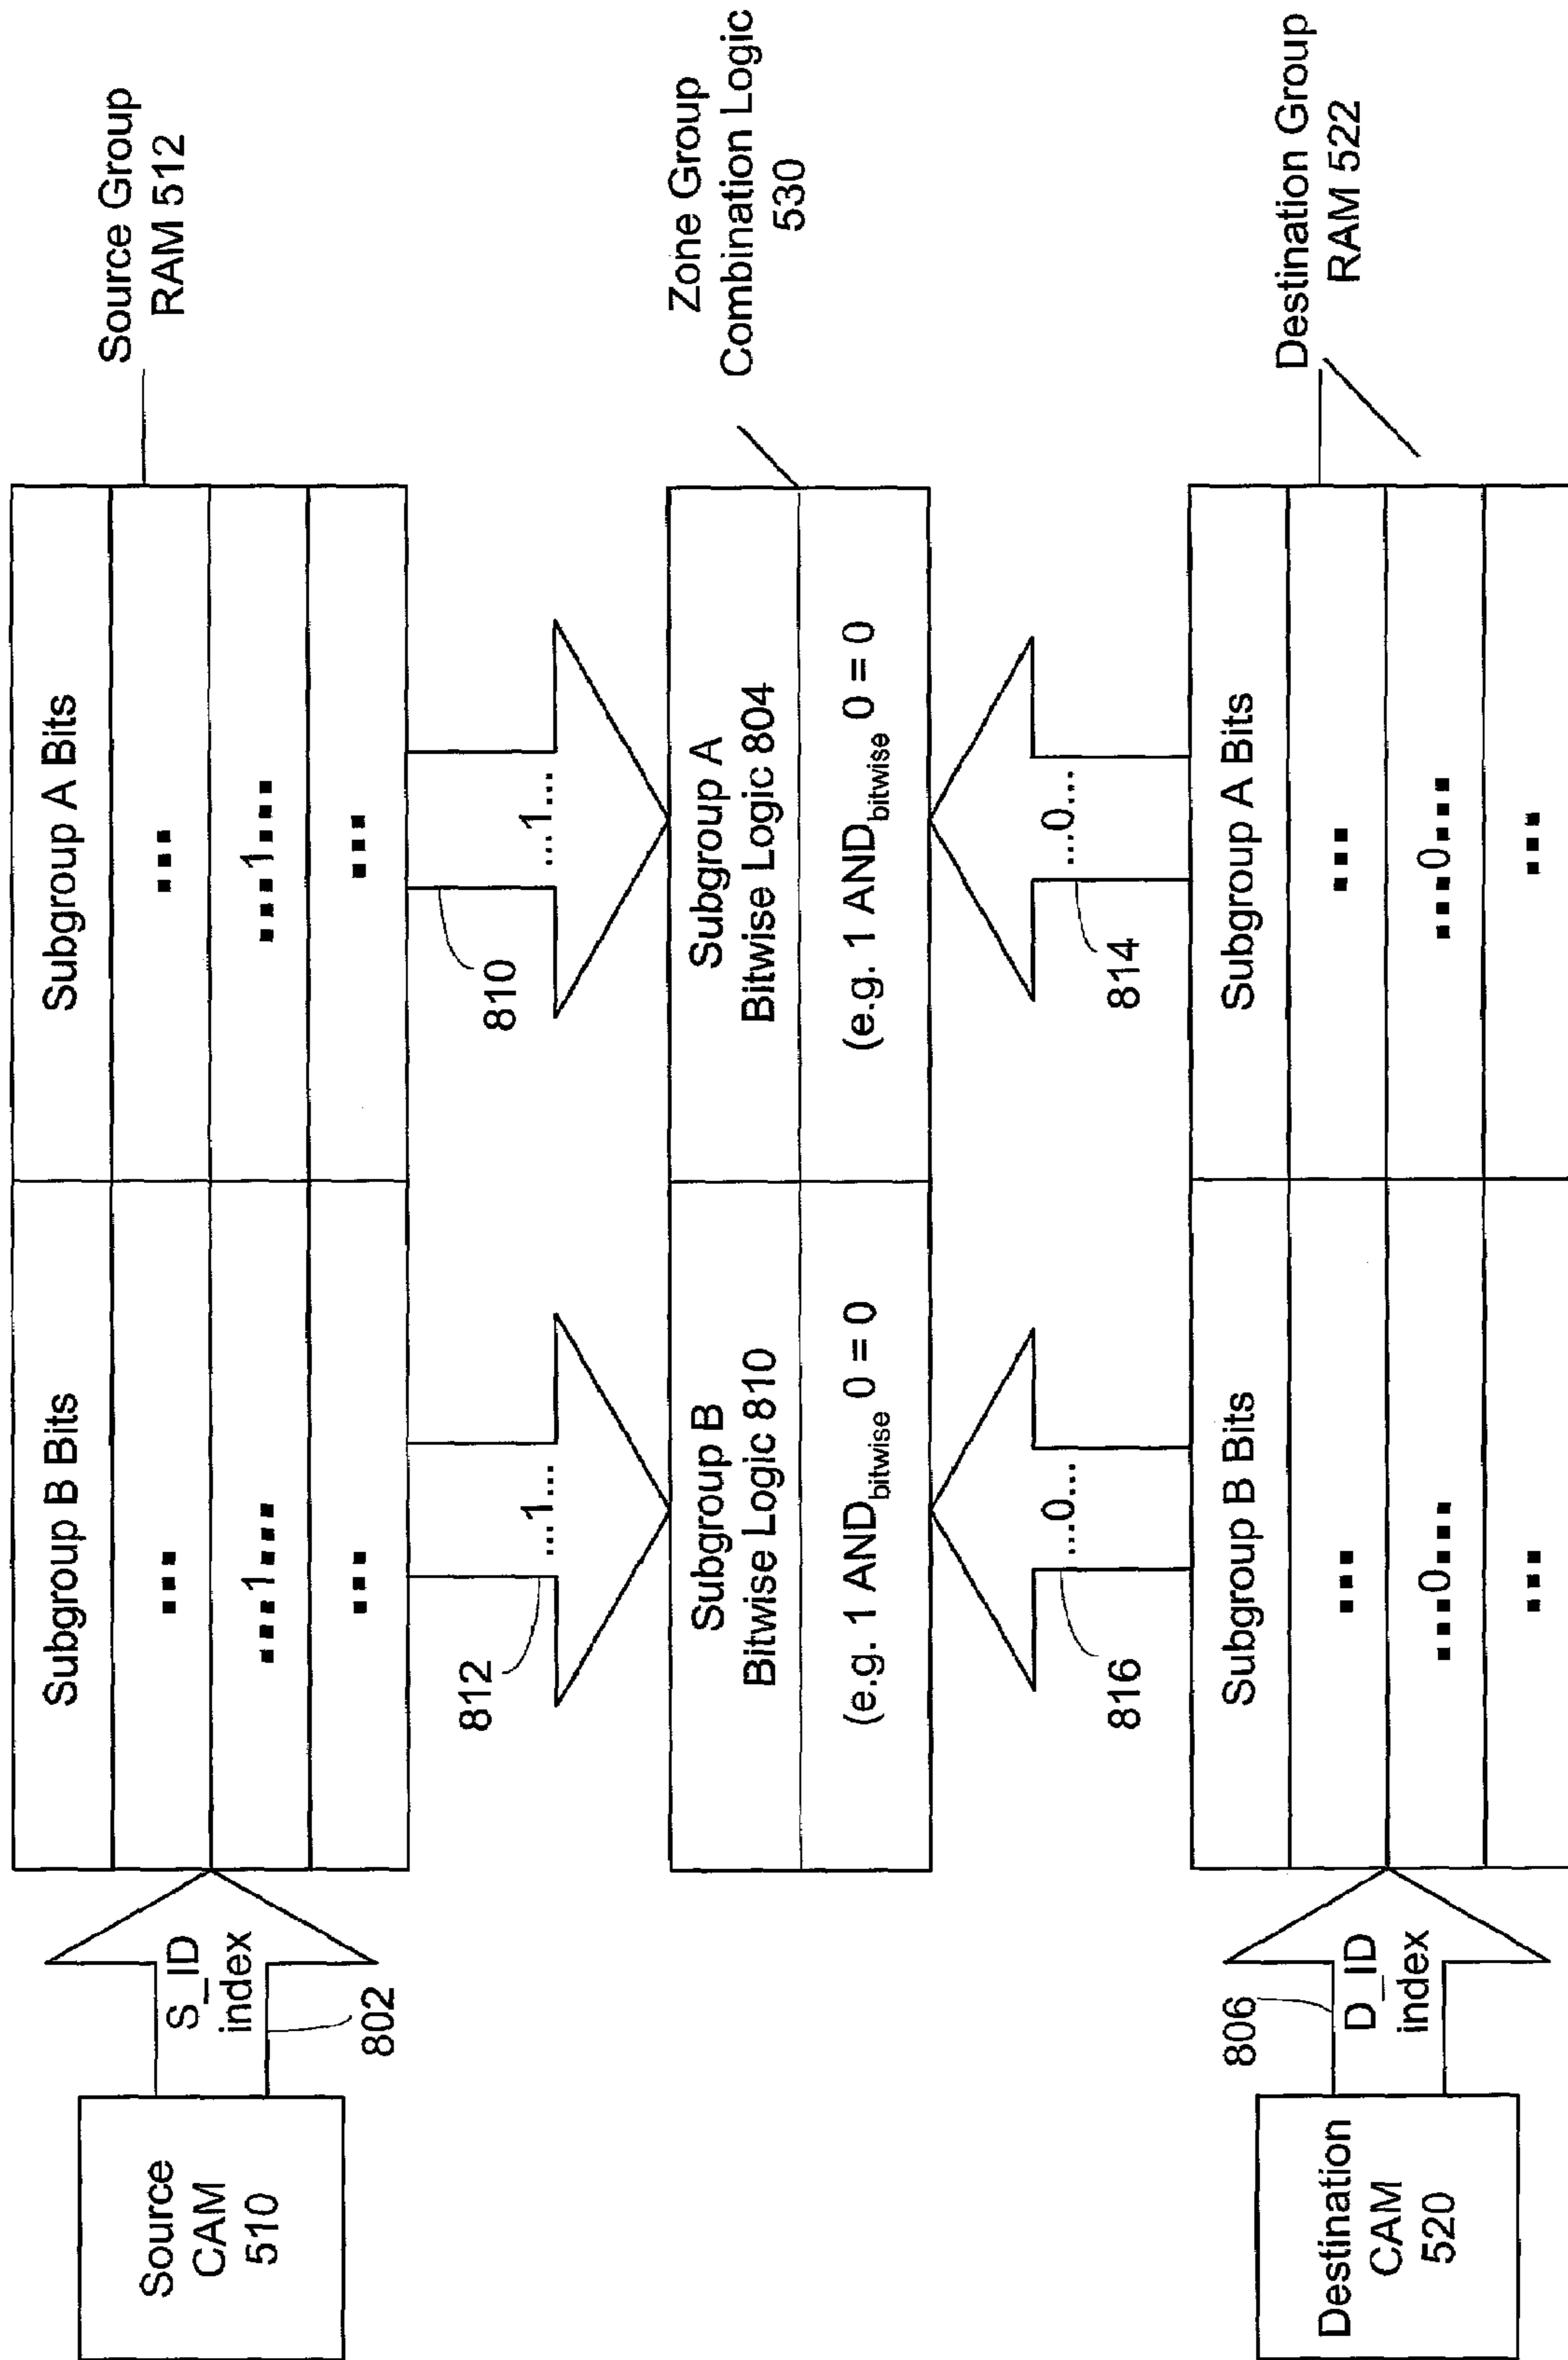 Source
CAM
510
S_ID
index
802
Subgroup B Bits
Subgroup A Bits
...
...
....1....
....1....
...
...
Source Group
RAM 512
812
...1...
810
...1...
Subgroup B
Bitwise Logic 810
Subgroup A
Bitwise Logic 804
(e.g. 1 ANDbitwise 0 = 0
(e.g. 1 ANDbitwise 0 = 0
Zone Group
Combination Logic
530
816
...0...
814
...0...
Destination
CAM
520
806
D_ID
index
Subgroup B Bits
Subgroup A Bits
...
...
....0....
....0....
...
...
Destination Group
RAM 522